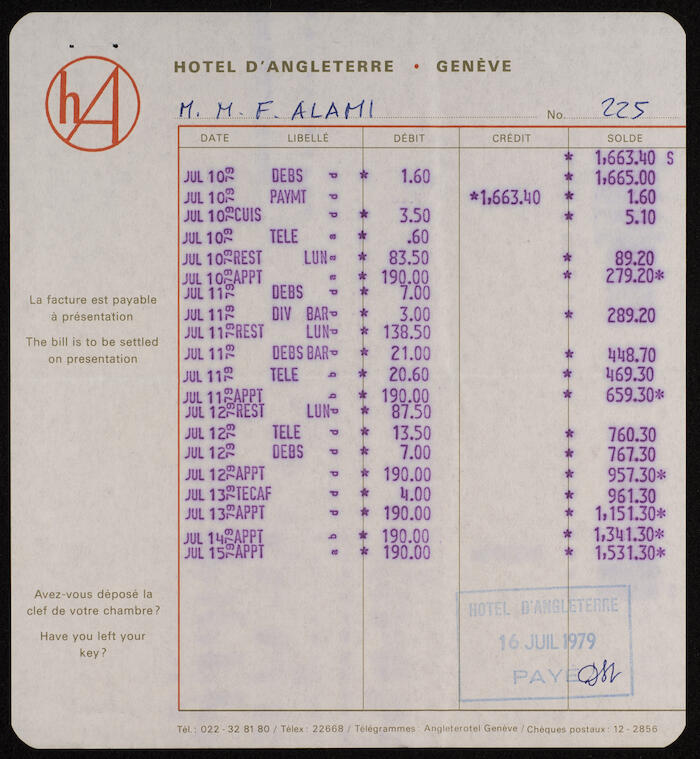 hA
HOTEL D'ANGLETERRE • GENÈVE
M. M. F. ALAMI No. 225
DATE LIBELLÉ DÉBIT CRÉDIT SOLDE
* 1,663.40 S
JUL 10 79 DEBS * 1.60 * 1,665.00
JUL 10 79 PAYMT *1,663.40 * 1.60
JUL 10 79 CUIS * 3.50 * 5.10
JUL 10 79 TELE * .60
JUL 10 79 REST LUN * 83.50 * 89.20
JUL 10 79 APPT * 190.00 * 279.20*
JUL 11 79 DEBS * 7.00
JUL 11 79 DIV BAR * 3.00 * 289.20
JUL 11 79 REST LUN * 138.50
JUL 11 79 DEBS BAR * 21.00 * 448.70
JUL 11 79 TELE * 20.60 * 469.30
JUL 11 79 APPT * 190.00 * 659.30*
JUL 12 79 REST LUN * 87.50
JUL 12 79 TELE * 13.50 * 760.30
JUL 12 79 DEBS * 7.00 * 767.30
JUL 12 79 APPT * 190.00 * 957.30*
JUL 13 79 TECAF * 4.00 * 961.30
JUL 13 79 APPT * 190.00 * 1,151.30*
JUL 14 79 APPT * 190.00 * 1,341.30*
JUL 15 79 APPT * 190.00 * 1,531.30*
La facture est payable
à présentation
The bill is to be settled
on presentation
Avez-vous déposé la
clef de votre chambre?
Have you left your
key?
HOTEL D'ANGLETERRE
16 JUIL 1979
PAYÉ
Tél.: 022 - 32 81 80 / Télex: 22668 / Télégrammes: Angleterotel Genève / Chèques postaux: 12 - 2856